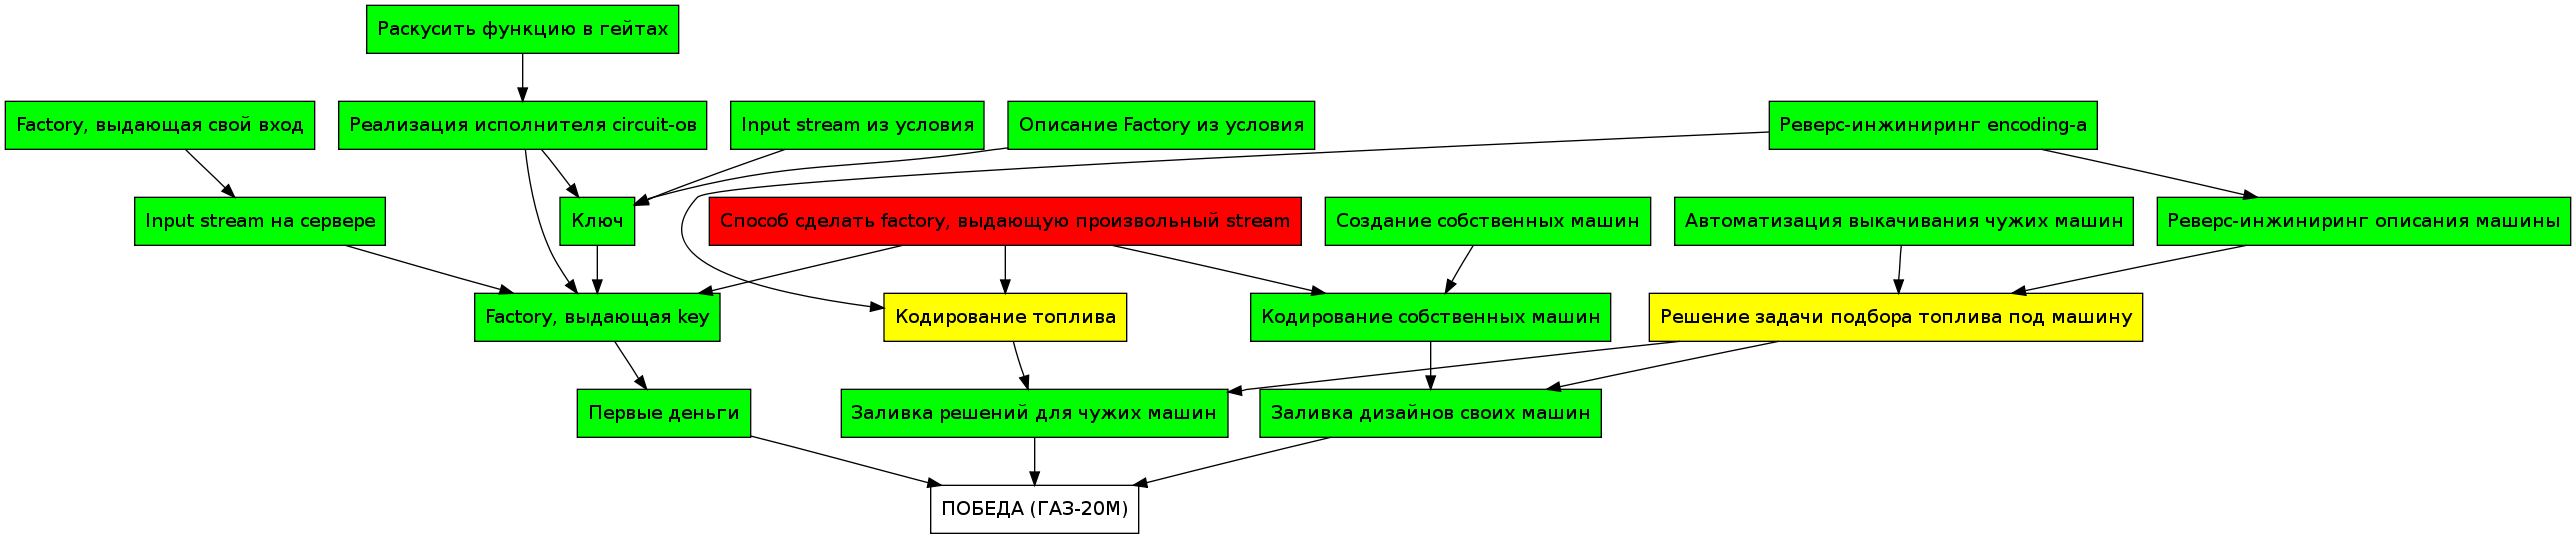 Раскусить функцию в гейтах
Factory, выдающая свой вход
Реализация исполнителя circuit-ов
Input stream из условия
Описание Factory из условия
Реверс-инжиниринг encoding-а
Input stream на сервере
Ключ
Способ сделать factory, выдающую произвольный stream
Создание собственных машин
Автоматизация выкачивания чужих машин
Реверс-инжиниринг описания машины
Factory, выдающая key
Кодирование топлива
Кодирование собственных машин
Решение задачи подбора топлива под машину
Первые деньги
Заливка решений для чужих машин
Заливка дизайнов своих машин
ПОБЕДА (ГАЗ-20М)